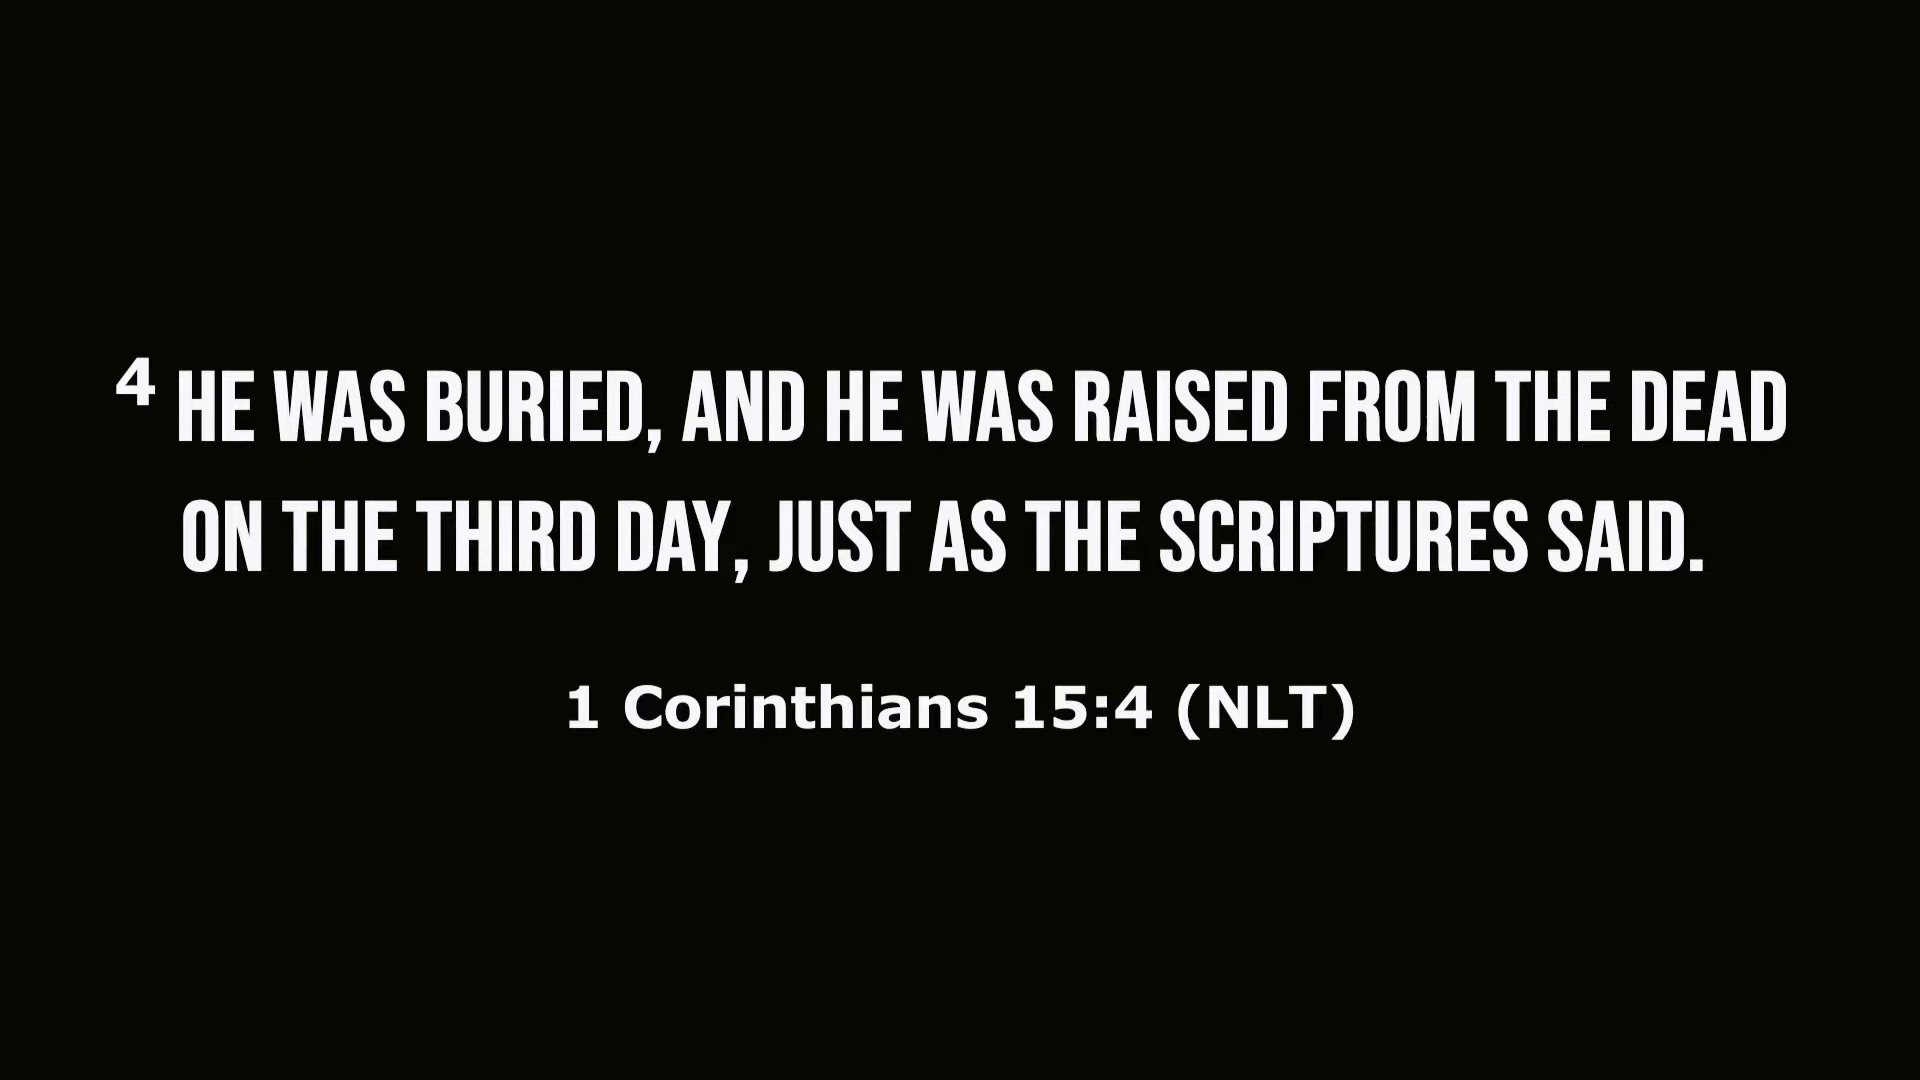 4 HE WAS BURIED, AND HE WAS RAISED FROM THE DEAD
ON THE THIRD DAY, JUST AS THE SCRIPTURES SAID.
1 Corinthians 15:4 (NLT)